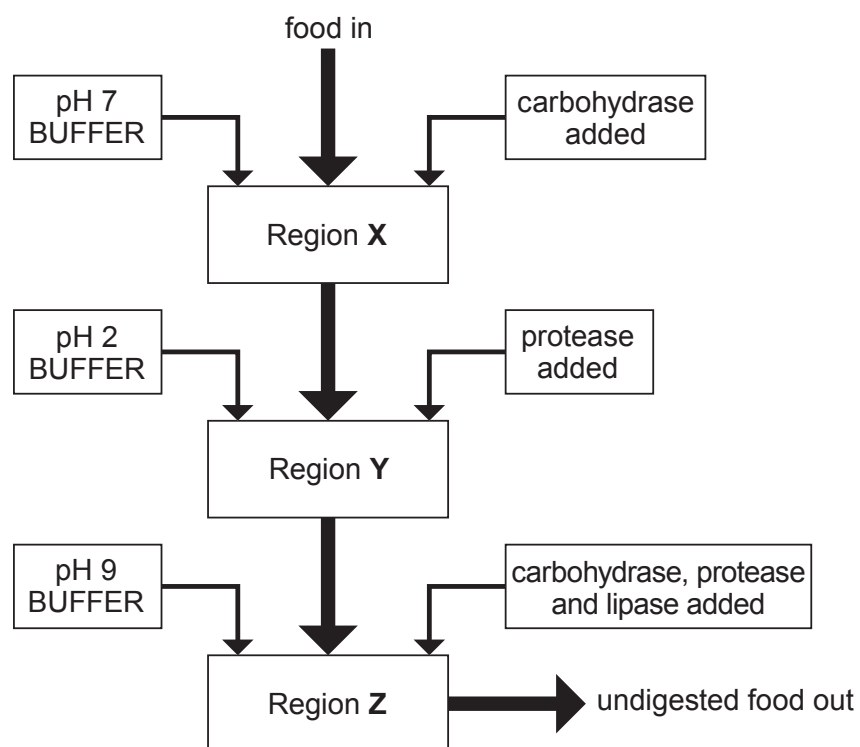 food in
pH 7
BUFFER
carbohydrase
added
Region X
pH 2
BUFFER
protease
added
Region Y
pH 9
BUFFER
carbohydrase, protease
and lipase added
Region Z
undigested food out